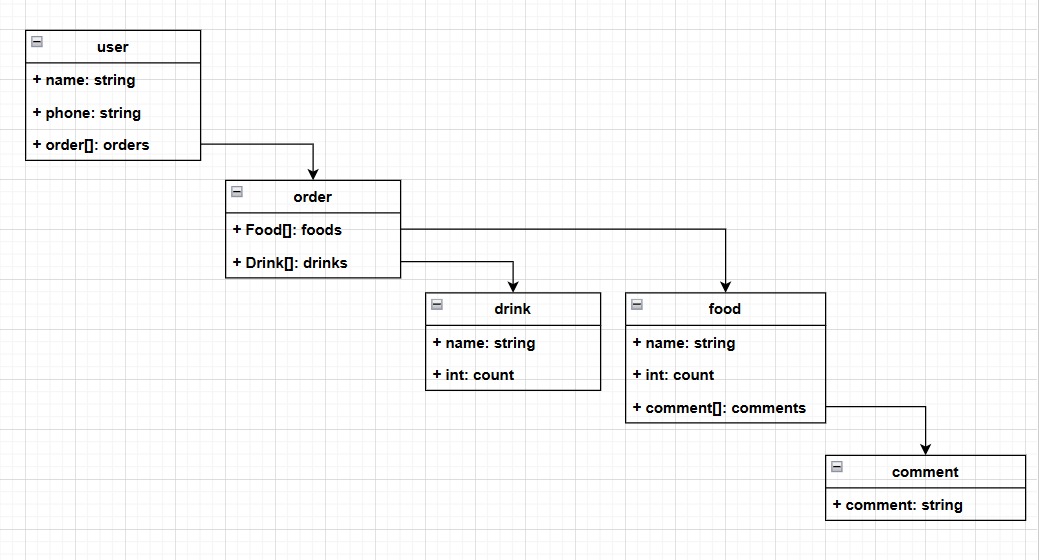 user
+ name: string
+ phone: string
+ order[]: orders
order
+ Food[]: foods
+ Drink[]: drinks
drink
+ name: string
+ int: count
food
+ name: string
+ int: count
+ comment[]: comments
comment
+ comment: string